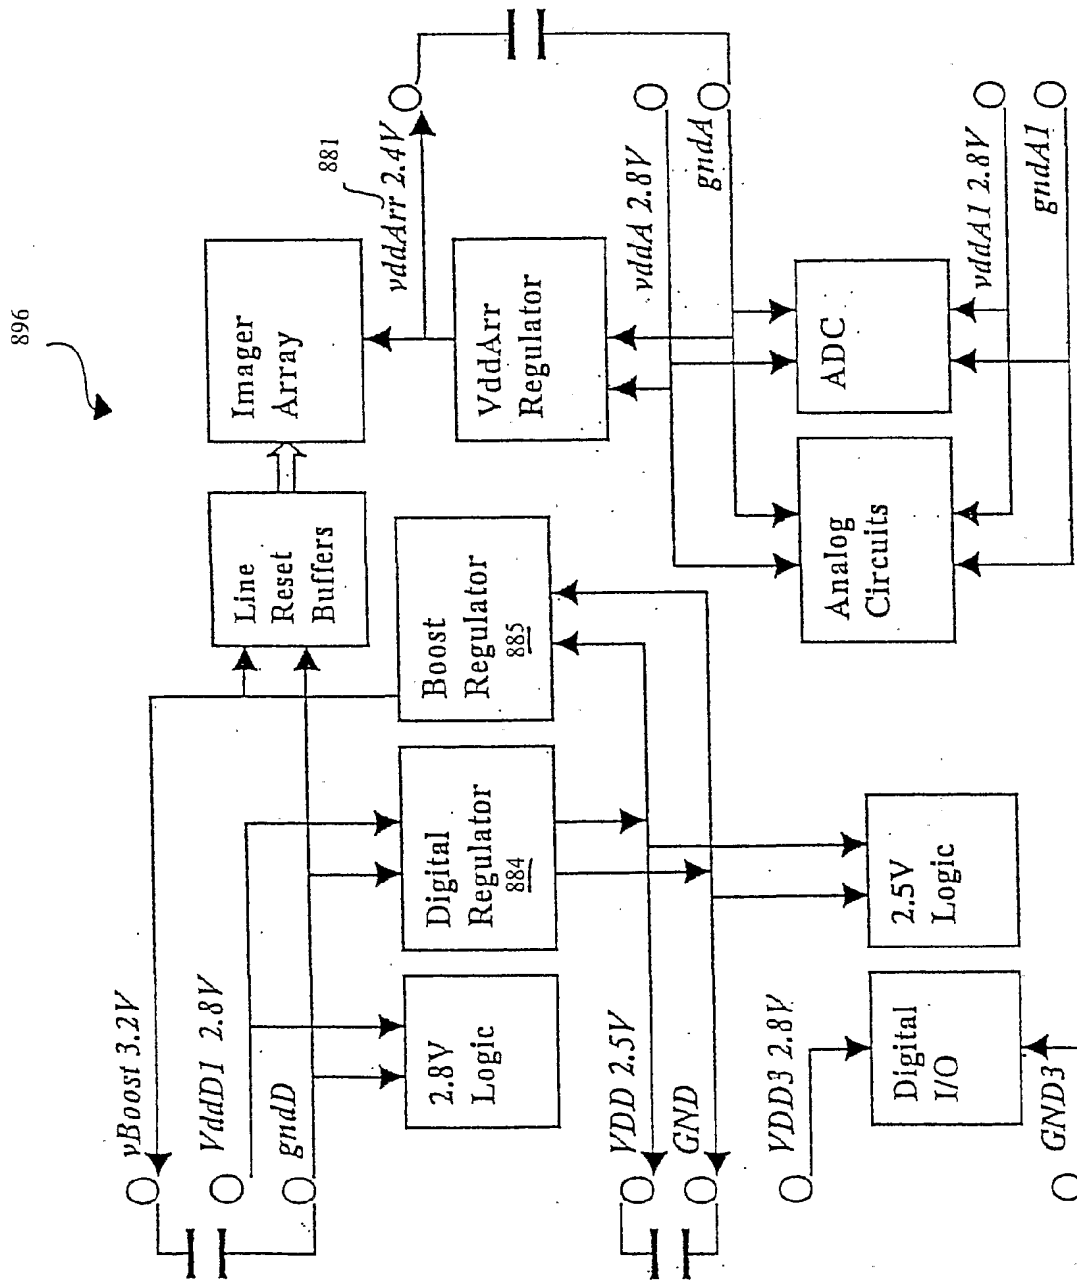 896
vBoost 3.2V
VddD1 2.8V
gndD
2.8V
Logic
Digital
Regulator
884
Boost
Regulator
885
Line
Reset
Buffers
Imager
Array
881
vddArr 2.4V
VddArr
Regulator
vddA 2.8V
gndA
VDD 2.5V
GND
VDD3 2.8V
GND3
Digital
I/O
2.5V
Logic
Analog
Circuits
ADC
vddA1 2.8V
gndA1